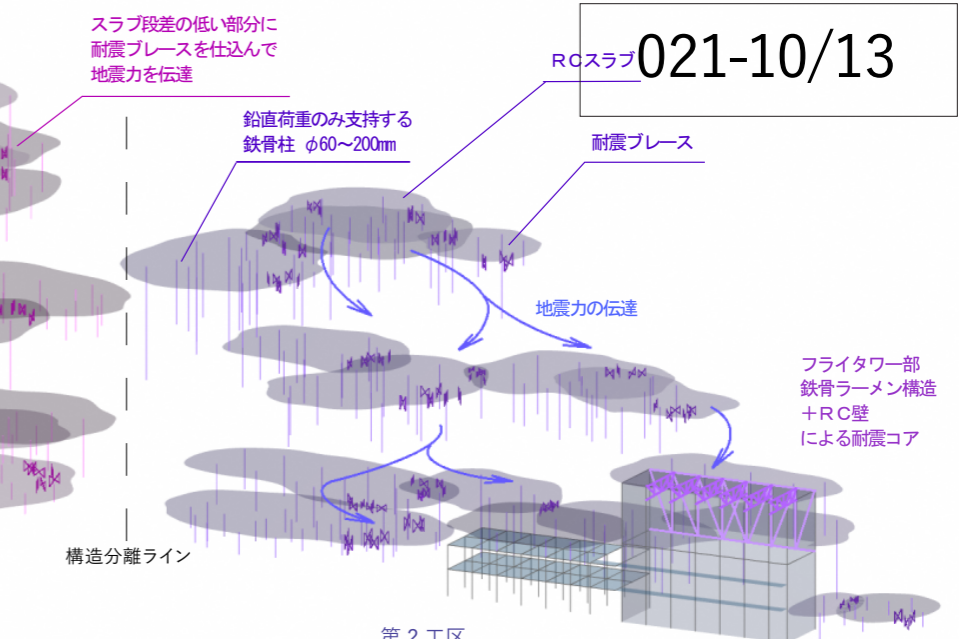 スラブ段差の低い部分に
耐震ブレースを仕込んで
地震力を伝達
RCスラブ
021-10/13
鉛直荷重のみ支持する
鉄骨柱 φ60～200mm
耐震ブレース
地震力の伝達
フライタワー部
鉄骨ラーメン構造
＋RC壁
による耐震コア
構造分離ライン
第2工区